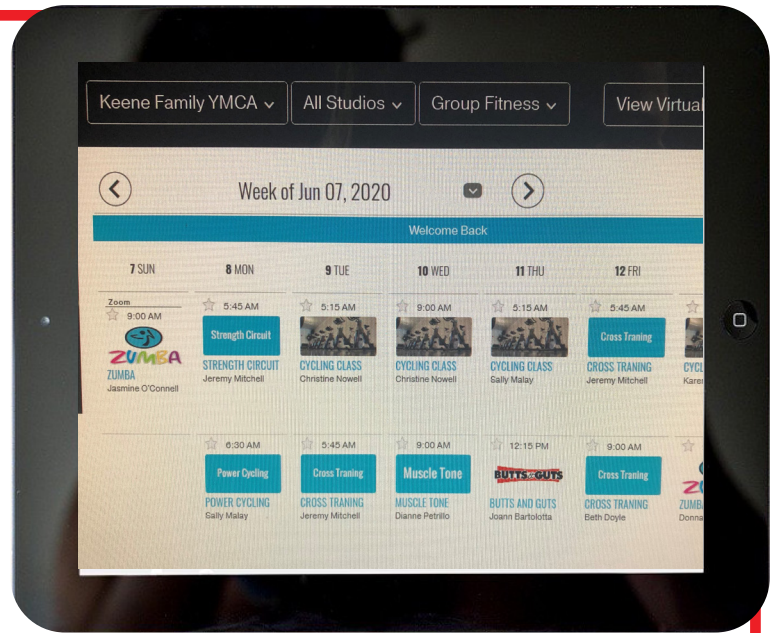 Keene Family YMCA
All Studios
Group Fitness
View Virtual
Week of Jun 07, 2020
Welcome Back
7 SUN
8 MON
9 TUE
10 WED
11 THU
12 FRI
Zoom
9:00 AM
ZUMBA
ZUMBA
Jasmine O'Connell
5:45 AM
Strength Circuit
STRENGTH CIRCUIT
Jeremy Mitchell
5:15 AM
CYCLING CLASS
Christine Nowell
9:00 AM
CYCLING CLASS
Christine Nowell
5:15 AM
CYCLING CLASS
Sally Malay
5:45 AM
Cross Traning
CROSS TRANING
Jeremy Mitchell
CYCL
Karen
6:30 AM
Power Cycling
POWER CYCLING
Sally Malay
5:45 AM
Cross Traning
CROSS TRANING
Jeremy Mitchell
9:00 AM
Muscle Tone
MUSCLE TONE
Dianne Petrillo
12:15 PM
BUTTS & GUTS
BUTTS AND GUTS
Joann Bartolotta
9:00 AM
Cross Traning
CROSS TRANING
Beth Doyle
ZUMB
Donna